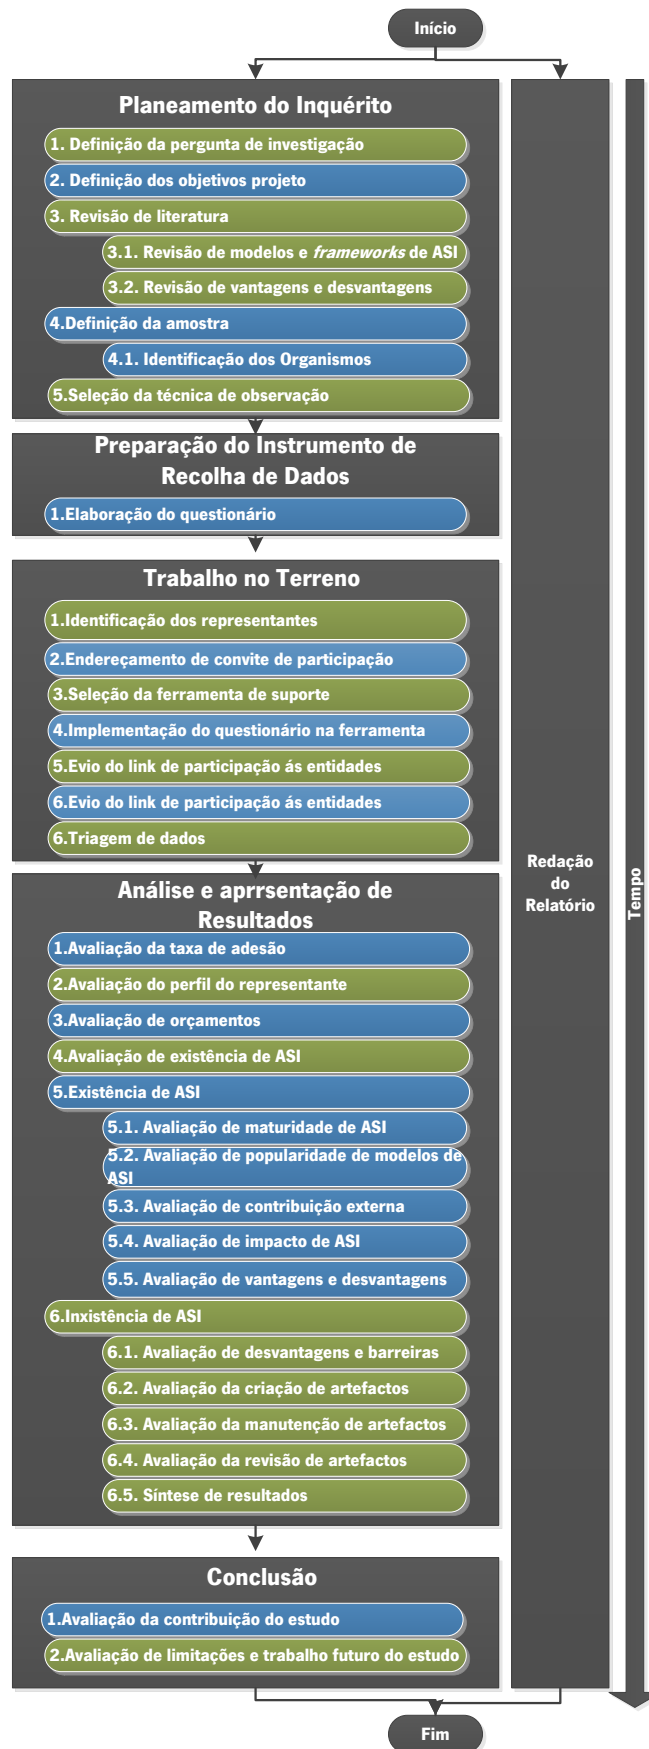 Início
Planeamento do Inquérito
1. Definição da pergunta de investigação
2. Definição dos objetivos projeto
3. Revisão de literatura
3.1. Revisão de modelos e frameworks de ASI
3.2. Revisão de vantagens e desvantagens
4.Definição da amostra
4.1. Identificação dos Organismos
5.Seleção da técnica de observação
Preparação do Instrumento de
Recolha de Dados
1.Elaboração do questionário
Trabalho no Terreno
1.Identificação dos representantes
2.Endereçamento de convite de participação
3.Seleção da ferramenta de suporte
4.Implementação do questionário na ferramenta
5.Evio do link de participação ás entidades
6.Evio do link de participação ás entidades
6.Triagem de dados
Análise e aprrsentação de
Resultados
1.Avaliação da taxa de adesão
2.Avaliação do perfil do representante
3.Avaliação de orçamentos
4.Avaliação de existência de ASI
5.Existência de ASI
5.1. Avaliação de maturidade de ASI
5.2. Avaliação de popularidade de modelos de
ASI
5.3. Avaliação de contribuição externa
5.4. Avaliação de impacto de ASI
5.5. Avaliação de vantagens e desvantagens
6.Inxistência de ASI
6.1. Avaliação de desvantagens e barreiras
6.2. Avaliação da criação de artefactos
6.3. Avaliação da manutenção de artefactos
6.4. Avaliação da revisão de artefactos
6.5. Síntese de resultados
Conclusão
1.Avaliação da contribuição do estudo
2.Avaliação de limitações e trabalho futuro do estudo
Redação
do
Relatório
Tempo
Fim